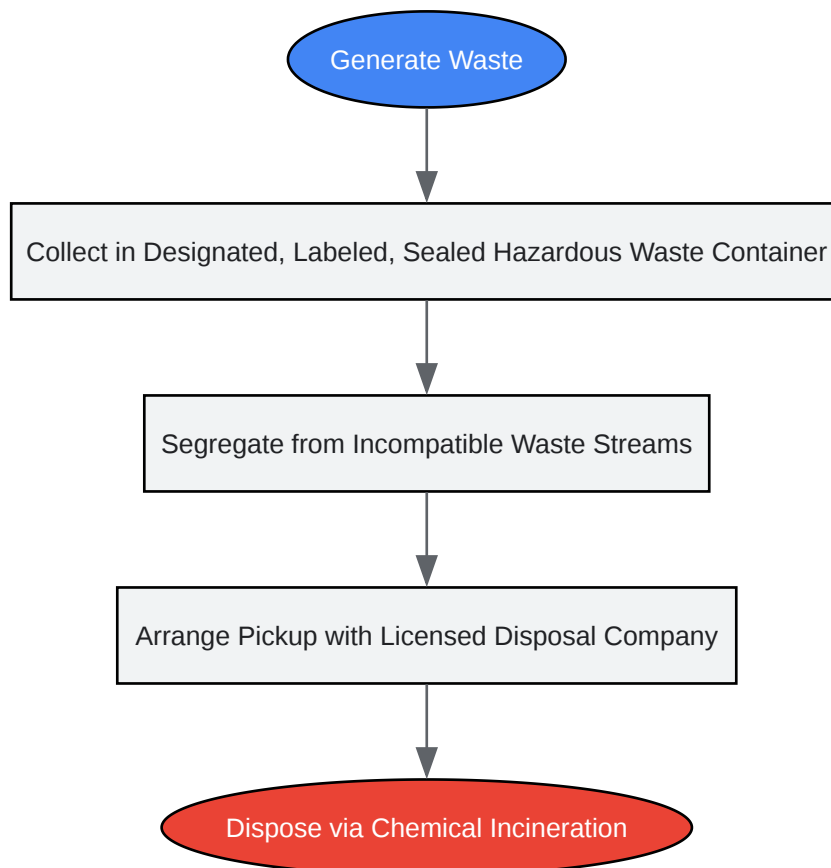 Generate Waste
Collect in Designated, Labeled, Sealed Hazardous Waste Container
Segregate from Incompatible Waste Streams
Arrange Pickup with Licensed Disposal Company
Dispose via Chemical Incineration